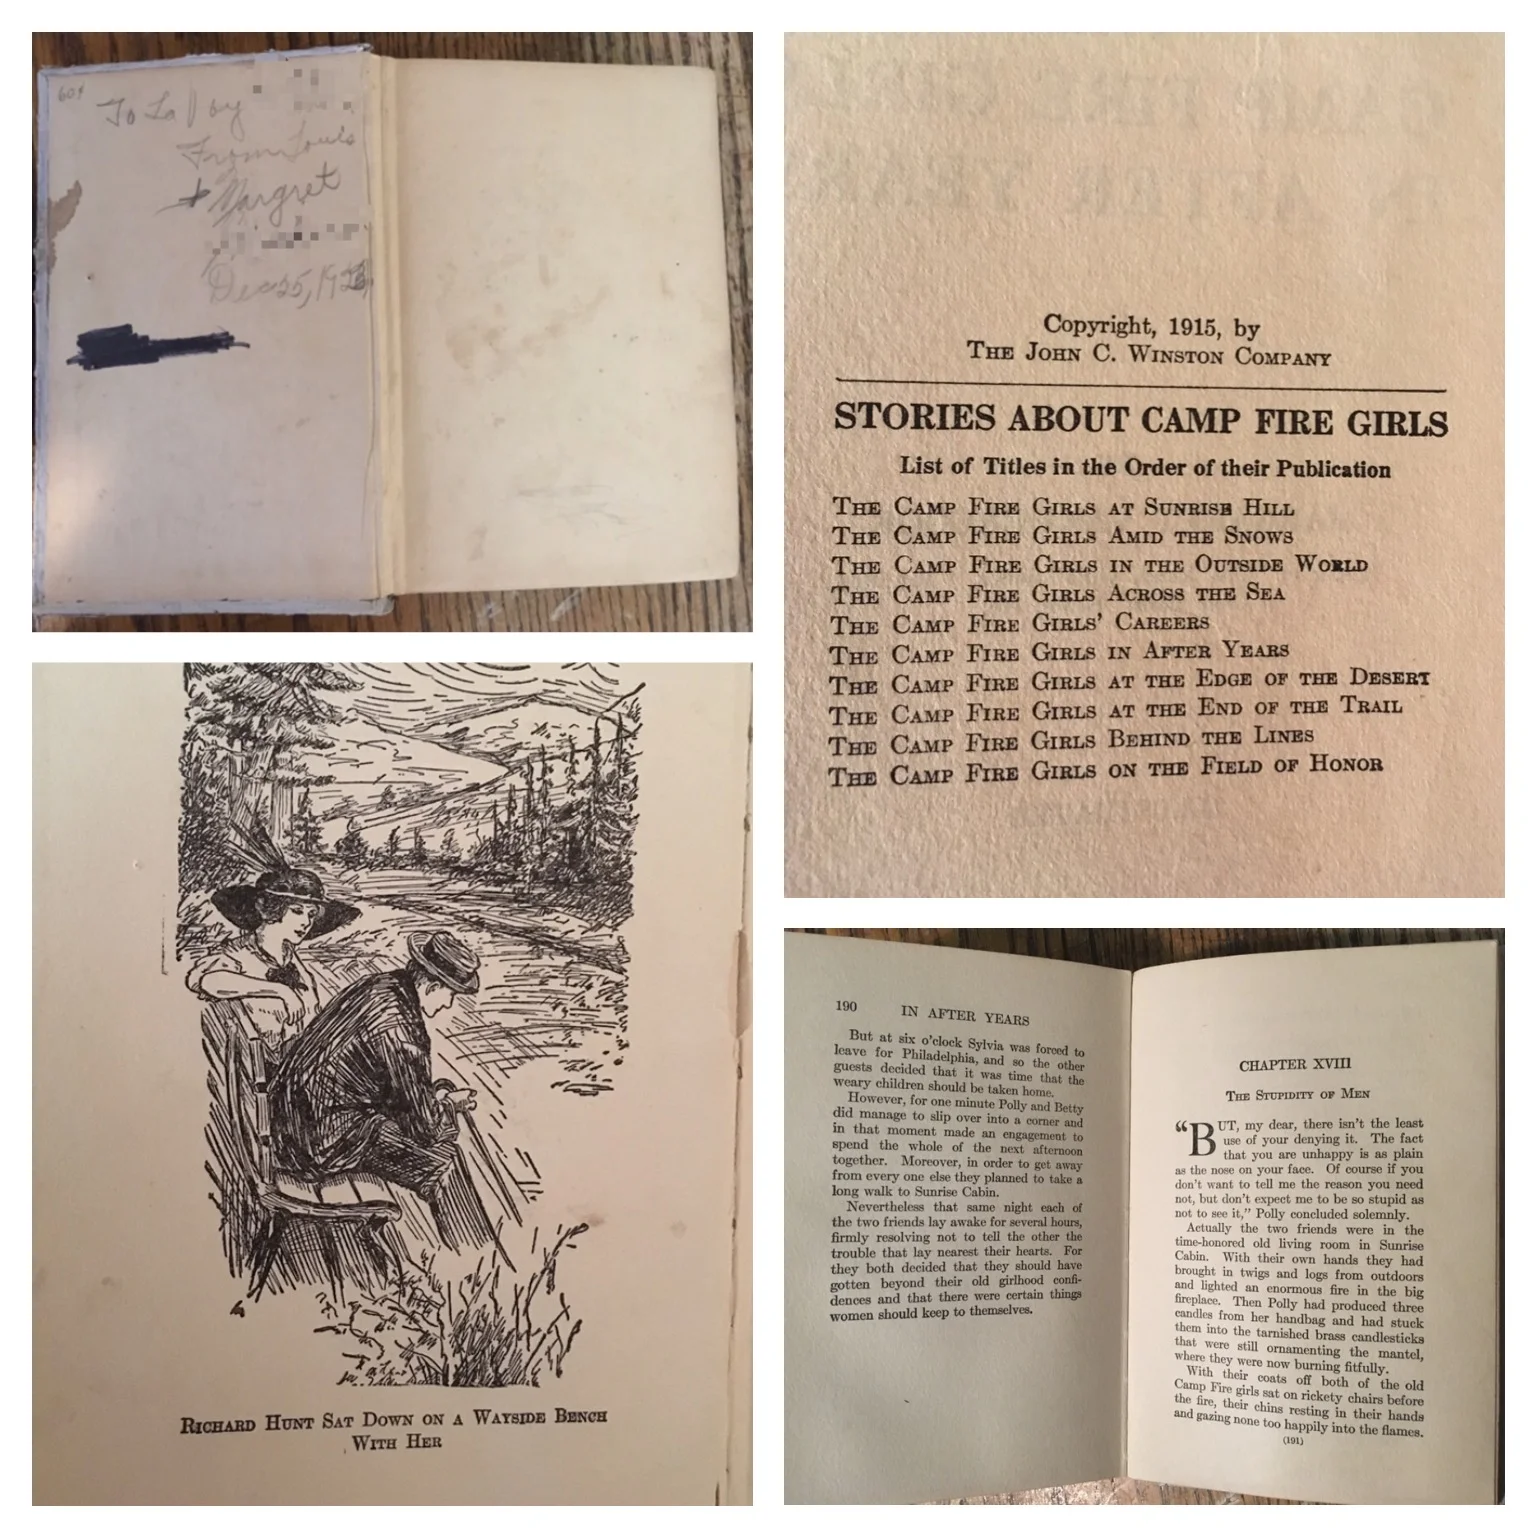 604
To La
From Louis
+ Margret
Dec 25, 192
Copyright, 1915, by
THE JOHN C. WINSTON COMPANY
STORIES ABOUT CAMP FIRE GIRLS
List of Titles in the Order of their Publication
THE CAMP FIRE GIRLS AT SUNRISE HILL
THE CAMP FIRE GIRLS AMID THE SNOWS
THE CAMP FIRE GIRLS IN THE OUTSIDE WORLD
THE CAMP FIRE GIRLS ACROSS THE SEA
THE CAMP FIRE GIRLS' CAREERS
THE CAMP FIRE GIRLS IN AFTER YEARS
THE CAMP FIRE GIRLS AT THE EDGE OF THE DESERT
THE CAMP FIRE GIRLS AT THE END OF THE TRAIL
THE CAMP FIRE GIRLS BEHIND THE LINES
THE CAMP FIRE GIRLS ON THE FIELD OF HONOR
RICHARD HUNT SAT DOWN ON A WAYSIDE BENCH
WITH HER
190 IN AFTER YEARS
But at six o'clock Sylvia was forced to
leave for Philadelphia, and so the other
guests decided that it was time that the
weary children should be taken home.
However, for one minute Polly and Betty
did manage to slip over into a corner and
in that moment made an engagement to
spend the whole of the next afternoon
together. Moreover, in order to get away
from every one else they planned to take a
long walk to Sunrise Cabin.
Nevertheless that same night each of
the two friends lay awake for several hours,
firmly resolving not to tell the other the
trouble that lay nearest their hearts. For
they both decided that they should have
gotten beyond their old girlhood confi-
dences and that there were certain things
women should keep to themselves.
CHAPTER XVIII
THE STUPIDITY OF MEN
"BUT, my dear, there isn't the least
use of your denying it. The fact
that you are unhappy is as plain
as the nose on your face. Of course if you
don't want to tell me the reason you need
not, but don't expect me to be so stupid as
not to see it," Polly concluded solemnly.
Actually the two friends were in the
time-honored old living room in Sunrise
Cabin. With their own hands they had
brought in twigs and logs from outdoors
and lighted an enormous fire in the big
fireplace. Then Polly had produced three
candles from her handbag and had stuck
them into the tarnished brass candlesticks
that were still ornamenting the mantel,
where they were now burning fitfully.
With their coats off both of the old
Camp Fire girls sat on rickety chairs before
the fire, their chins resting in their hands
and gazing none too happily into the flames.
(191)